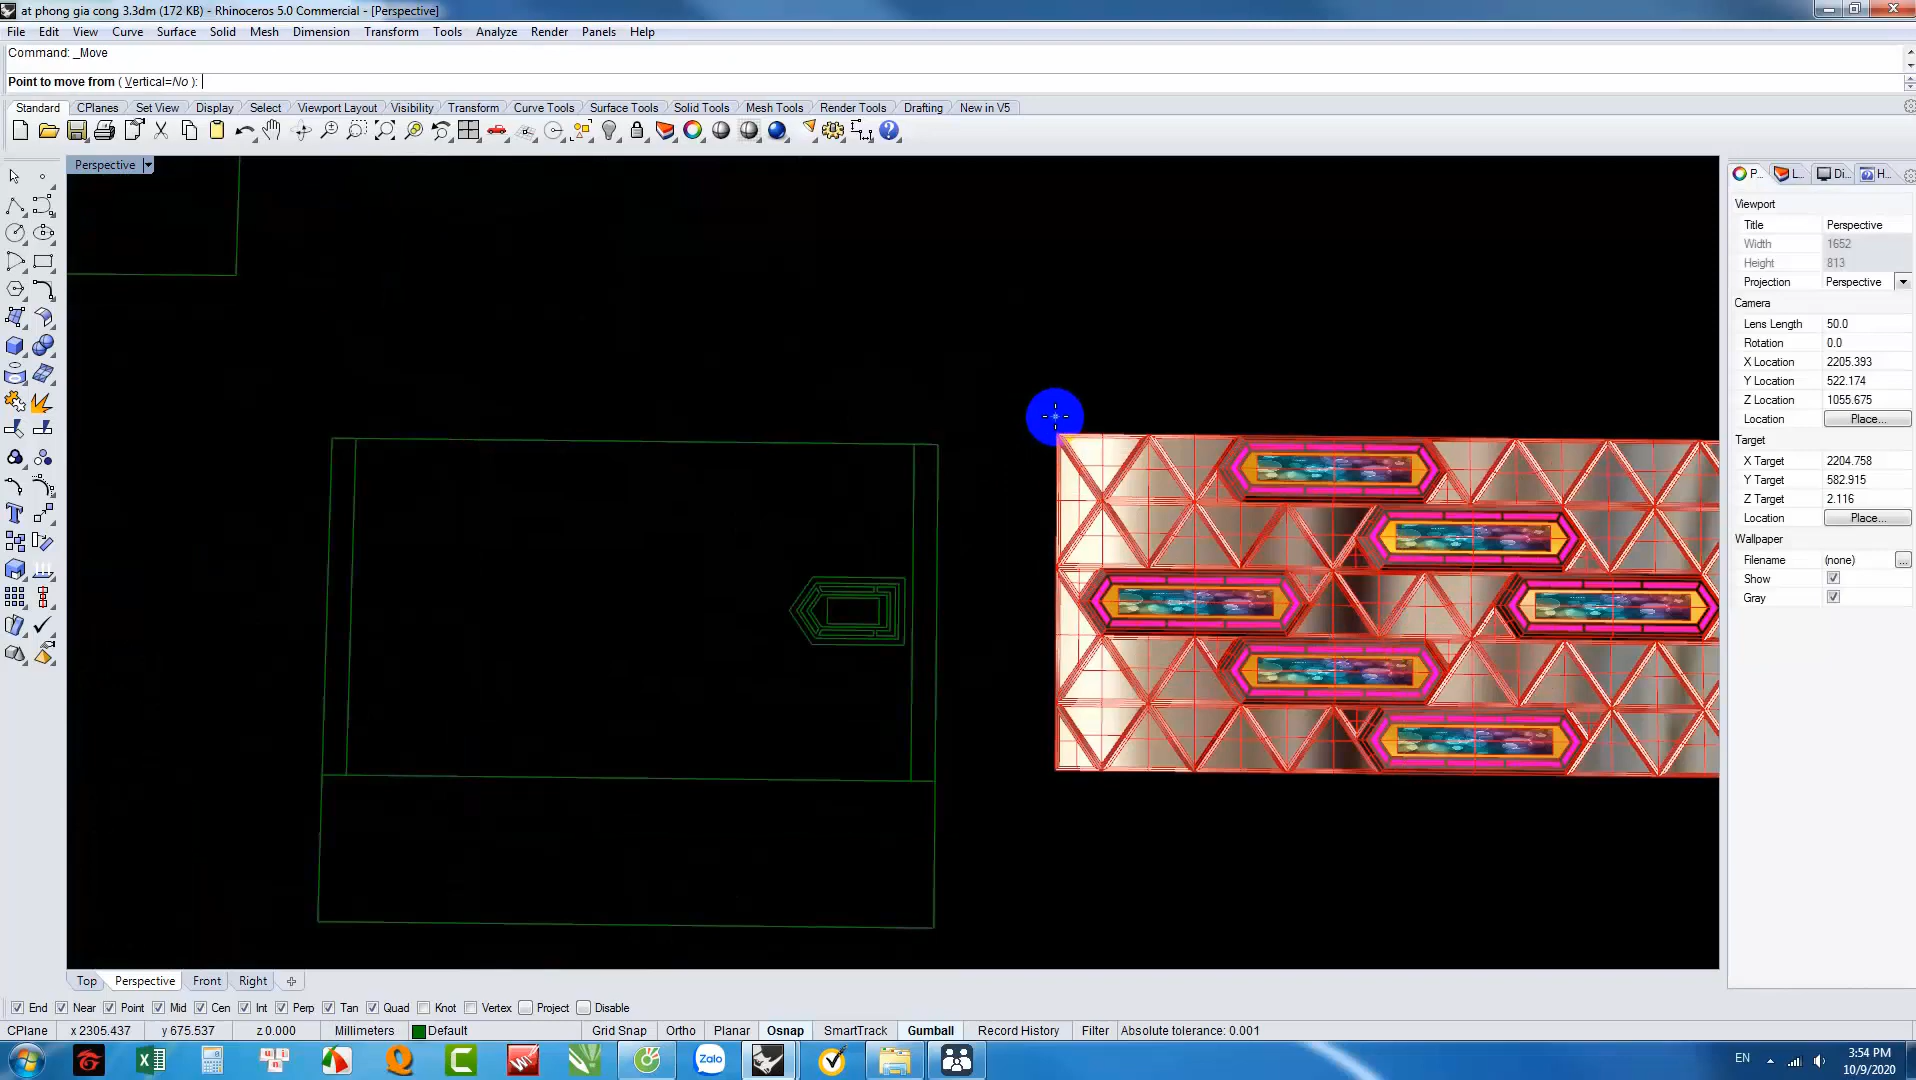 at phong gia cong 3.3dm (172 KB) - Rhinoceros 5.0 Commercial - [Perspective]
File Edit View Curve Surface Solid Mesh Dimension Transform Tools Analyze Render Panels Help
Command: _Move
Point to move from ( Vertical=No ):
Standard CPlanes Set View Display Select Viewport Layout Visibility Transform Curve Tools Surface Tools Solid Tools Mesh Tools Render Tools Drafting New in V5
Perspective
P... L... Di... H...
Viewport
Title Perspective
Width 1652
Height 813
Projection Perspective
Camera
Lens Length 50.0
Rotation 0.0
X Location 2205.393
Y Location 522.174
Z Location 1055.675
Location Place...
Target
X Target 2204.758
Y Target 582.915
Z Target 2.116
Location Place...
Wallpaper
Filename (none) ...
Show
Gray
Top Perspective Front Right
End Near Point Mid Cen Int Perp Tan Quad Knot Vertex Project Disable
CPlane x 2305.437 y 675.537 z 0.000 Millimeters Default Grid Snap Ortho Planar Osnap SmartTrack Gumball Record History Filter Absolute tolerance: 0.001
Zalo
EN
3:54 PM
10/9/2020